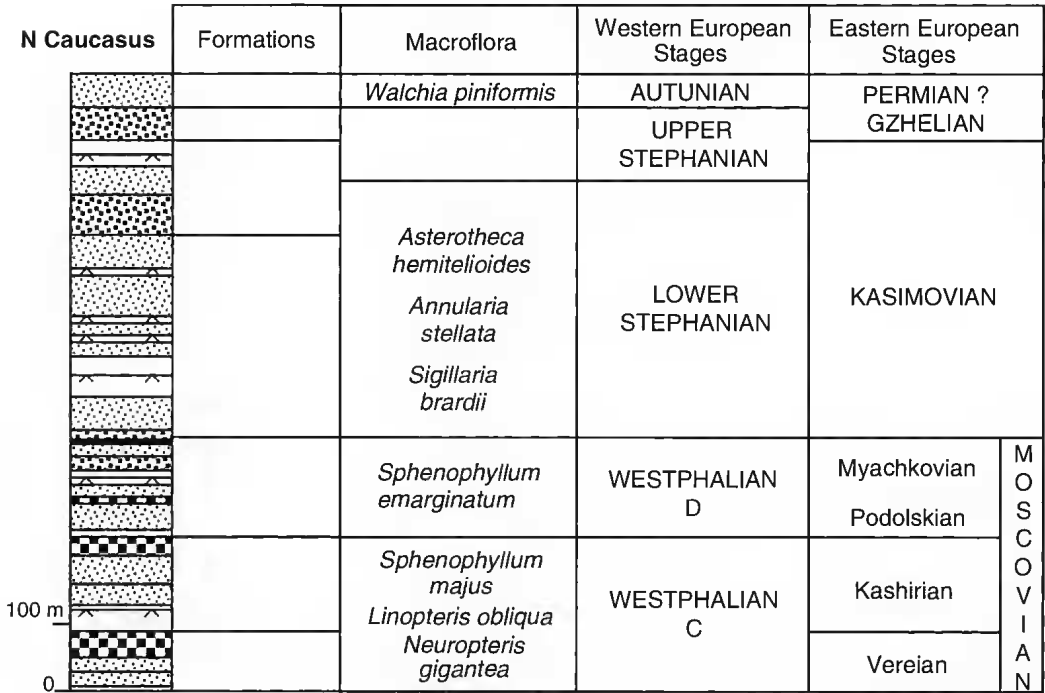 N Caucasus
Formations
Macroflora
Western European
Stages
Eastern European
Stages
Walchia piniformis
AUTUNIAN
PERMIAN ?
GZHELIAN
UPPER
STEPHANIAN
Asterotheca
hemitelioides
Annularia
stellata
Sigillaria
brardii
LOWER
STEPHANIAN
KASIMOVIAN
Sphenophyllum
emarginatum
WESTPHALIAN
D
Myachkovian
Podolskian
Sphenophyllum
majus
Linopteris obliqua
Neuropteris
gigantea
WESTPHALIAN
C
Kashirian
Vereian
MOSCOVIAN
100 m
0